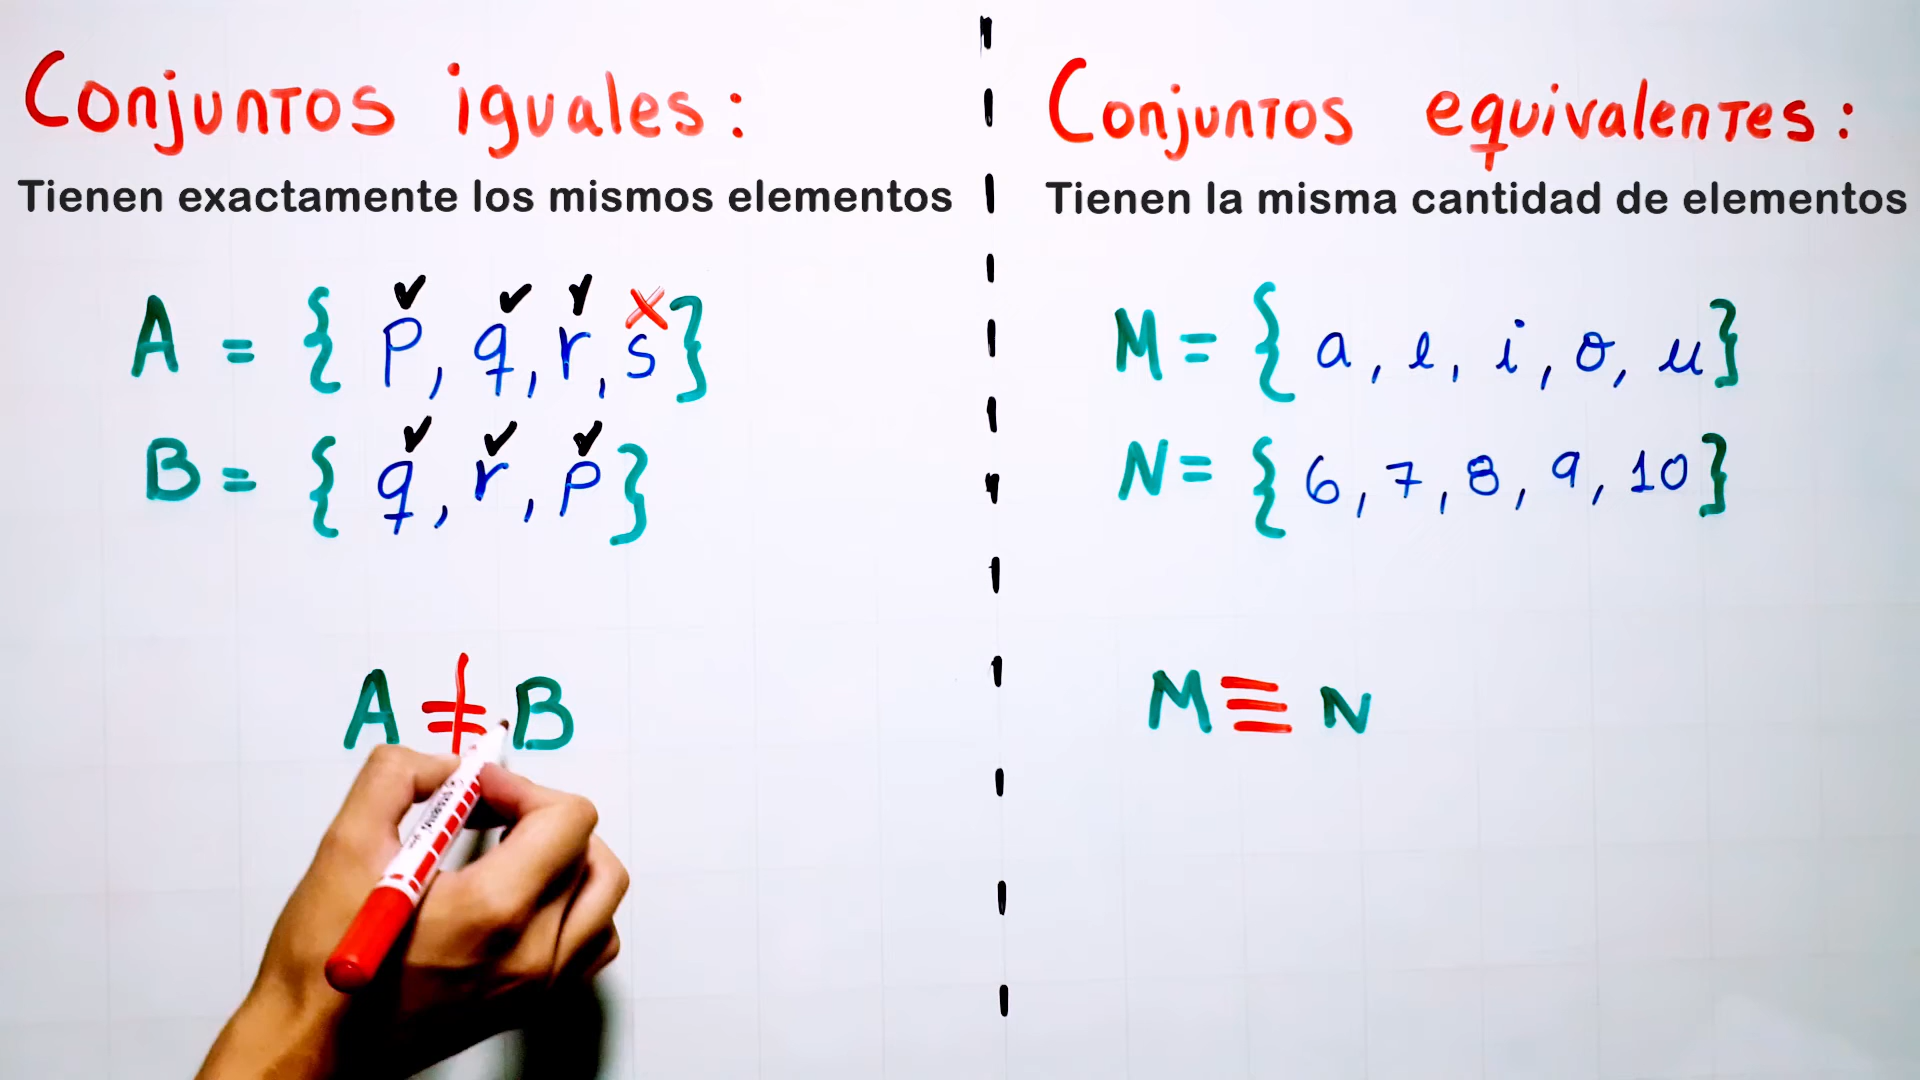 Conjuntos iguales:
Tienen exactamente los mismos elementos
A = { p, q, r, s }
B = { q, r, p }
A ≠ B
Conjuntos equivalentes:
Tienen la misma cantidad de elementos
M = { a, e, i, o, u }
N = { 6, 7, 8, 9, 10 }
M ≡ N